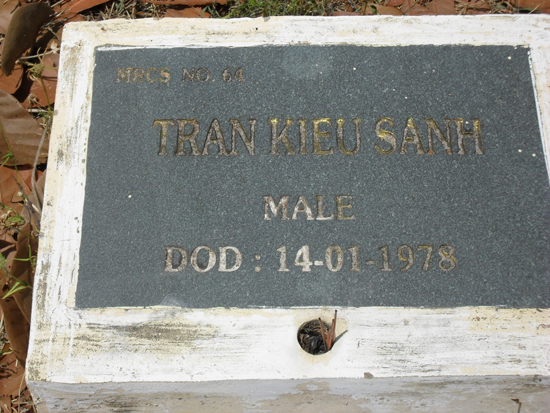 MRCS NO. 64
TRAN KIEU SANH
MALE
DOD : 14-01-1978